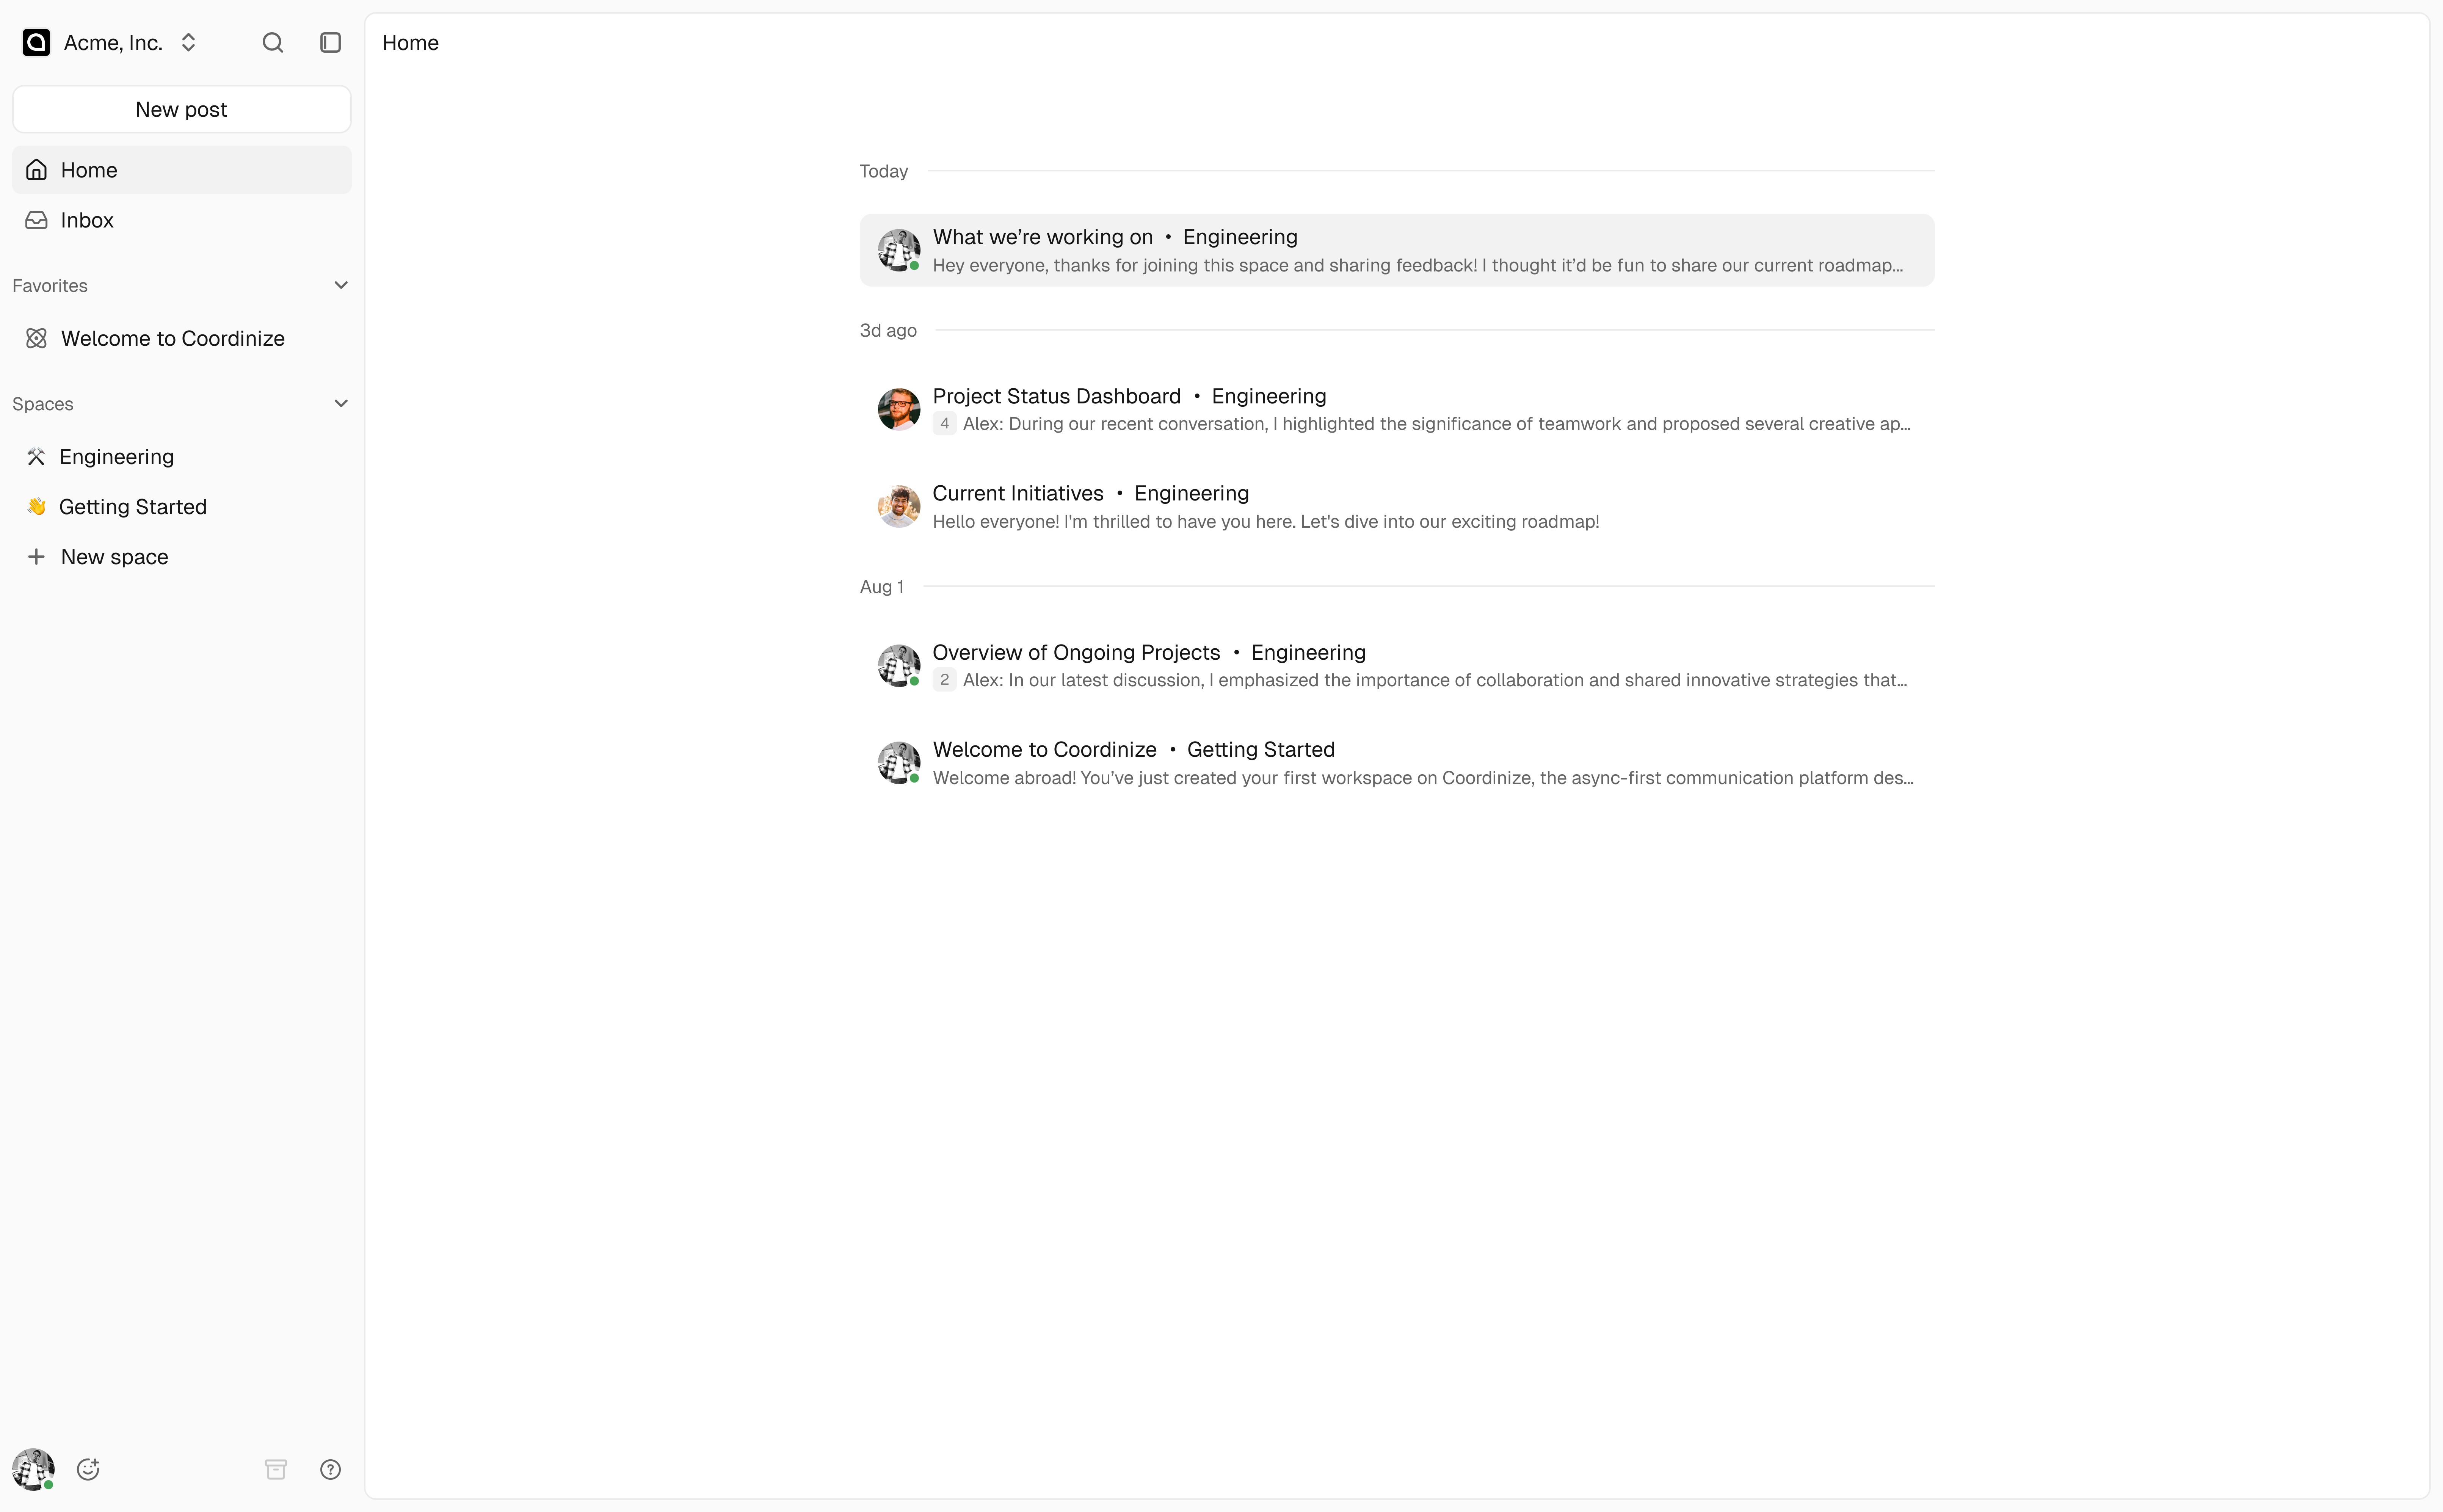 Acme, Inc.
New post
Home
Inbox
Favorites
Welcome to Coordinize
Spaces
Engineering
Getting Started
New space
Home
Today
What we’re working on • Engineering
Hey everyone, thanks for joining this space and sharing feedback! I thought it’d be fun to share our current roadmap...
3d ago
Project Status Dashboard • Engineering
4 Alex: During our recent conversation, I highlighted the significance of teamwork and proposed several creative ap...
Current Initiatives • Engineering
Hello everyone! I'm thrilled to have you here. Let's dive into our exciting roadmap!
Aug 1
Overview of Ongoing Projects • Engineering
2 Alex: In our latest discussion, I emphasized the importance of collaboration and shared innovative strategies that...
Welcome to Coordinize • Getting Started
Welcome abroad! You’ve just created your first workspace on Coordinize, the async-first communication platform des...